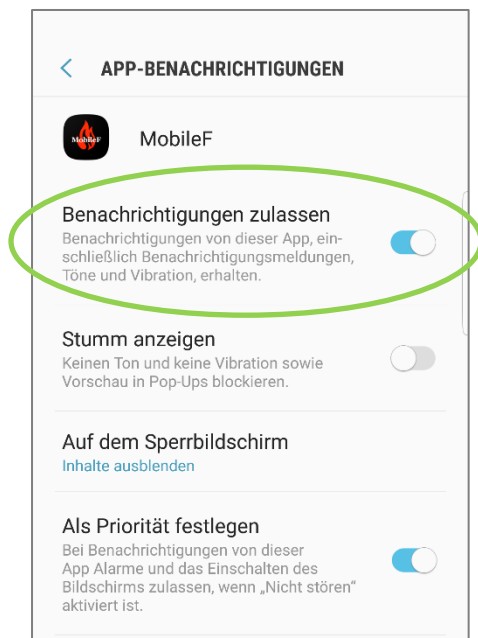 APP-BENACHRICHTIGUNGEN
MobileF
MobileF
Benachrichtigungen zulassen
Benachrichtigungen von dieser App, ein-
schließlich Benachrichtigungsmeldungen,
Töne und Vibration, erhalten.
Stumm anzeigen
Keinen Ton und keine Vibration sowie
Vorschau in Pop-Ups blockieren.
Auf dem Sperrbildschirm
Inhalte ausblenden
Als Priorität festlegen
Bei Benachrichtigungen von dieser
App Alarme und das Einschalten des
Bildschirms zulassen, wenn „Nicht stören“
aktiviert ist.